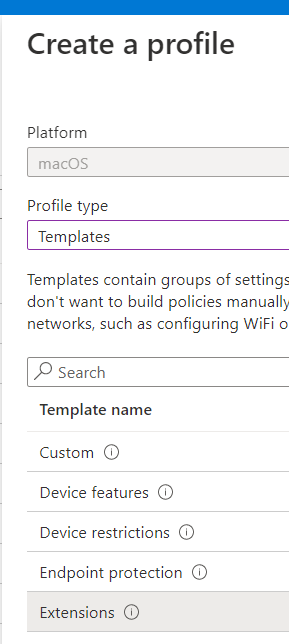 Create a profile
Platform
macOS
Profile type
Templates
Templates contain groups of settings
don't want to build policies manually
networks, such as configuring WiFi o
Search
Template name
Custom
Device features
Device restrictions
Endpoint protection
Extensions